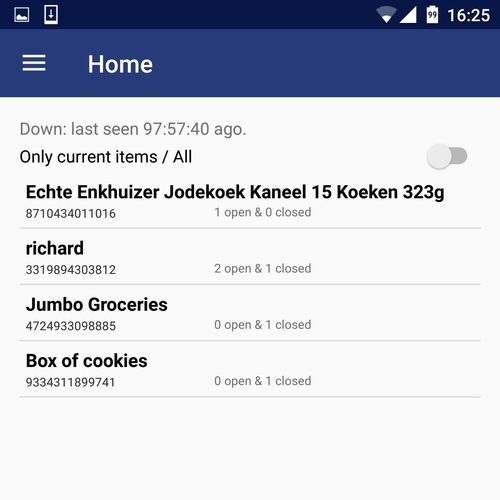 99 16:25
Home
Down: last seen 97:57:40 ago.
Only current items / All
Echte Enkhuizer Jodekoek Kaneel 15 Koeken 323g
8710434011016 1 open & 0 closed
richard
3319894303812 2 open & 1 closed
Jumbo Groceries
4724933098885 0 open & 1 closed
Box of cookies
9334311899741 0 open & 1 closed